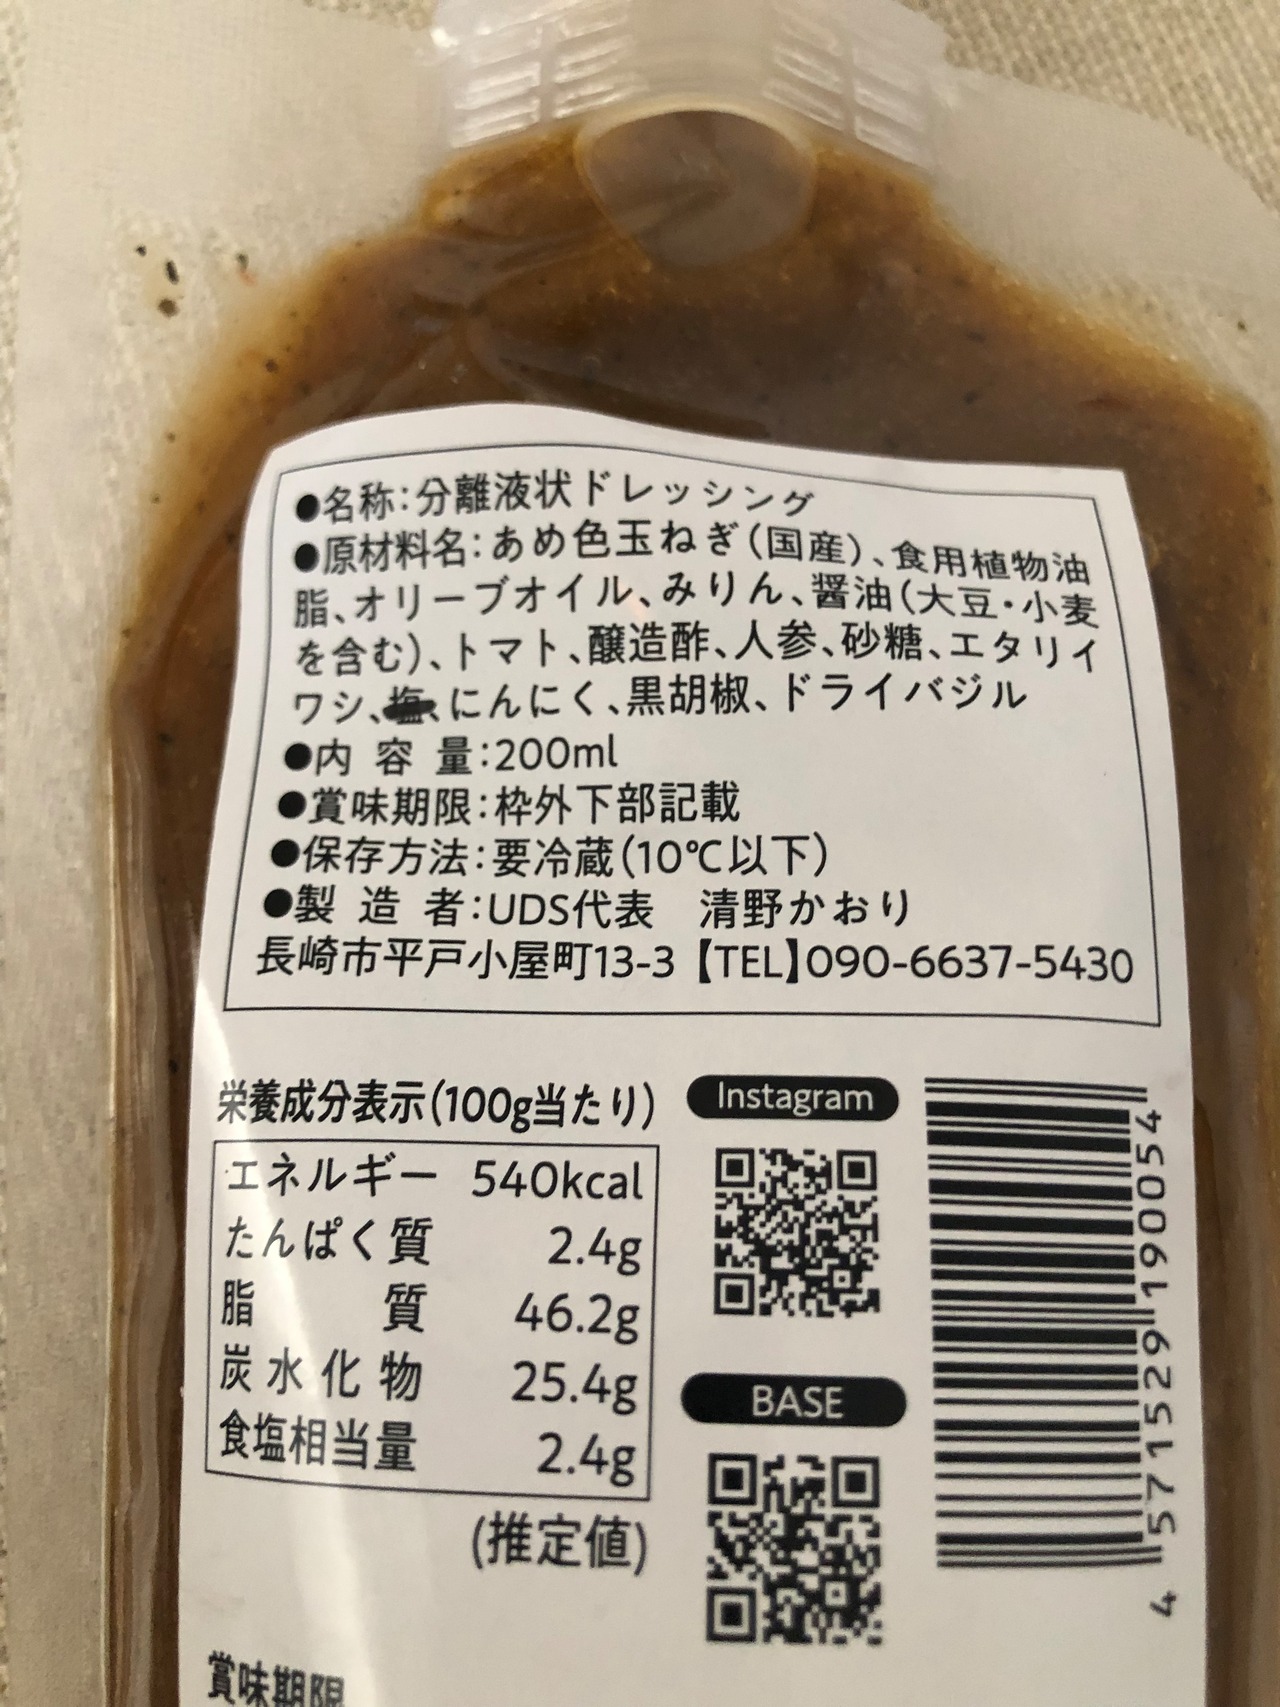 ●名称:分離液状ドレッシング
●原材料名:あめ色玉ねぎ(国産)、食用植物油
脂、オリーブオイル、みりん、醤油(大豆・小麦
を含む)、トマト、醸造酢、人参、砂糖、エタリイ
ワシ、塩、にんにく、黒胡椒、ドライバジル
●内容量:200ml
●賞味期限:枠外下部記載
●保存方法:要冷蔵(10℃以下)
●製造者:UDS代表 清野かおり
長崎市平戸小屋町13-3【TEL】090-6637-5430
栄養成分表示(100g当たり)
エネルギー 540kcal
たんぱく質 2.4g
脂質 46.2g
炭水化物 25.4g
食塩相当量 2.4g
(推定値)
Instagram
BASE
4571529190054
賞味期限